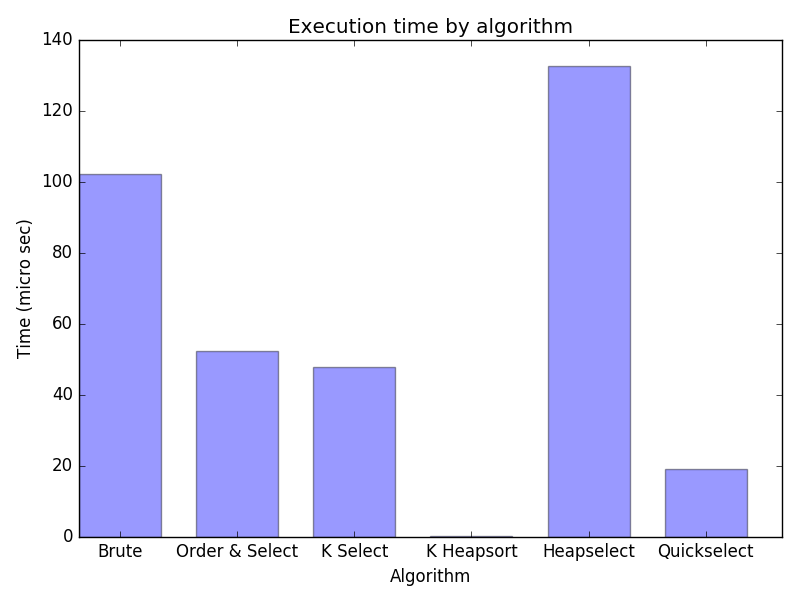 Execution time by algorithm
140
120
100
80
60
40
20
0
Time (micro sec)
Brute Order & Select K Select K Heapsort Heapselect Quickselect
Algorithm